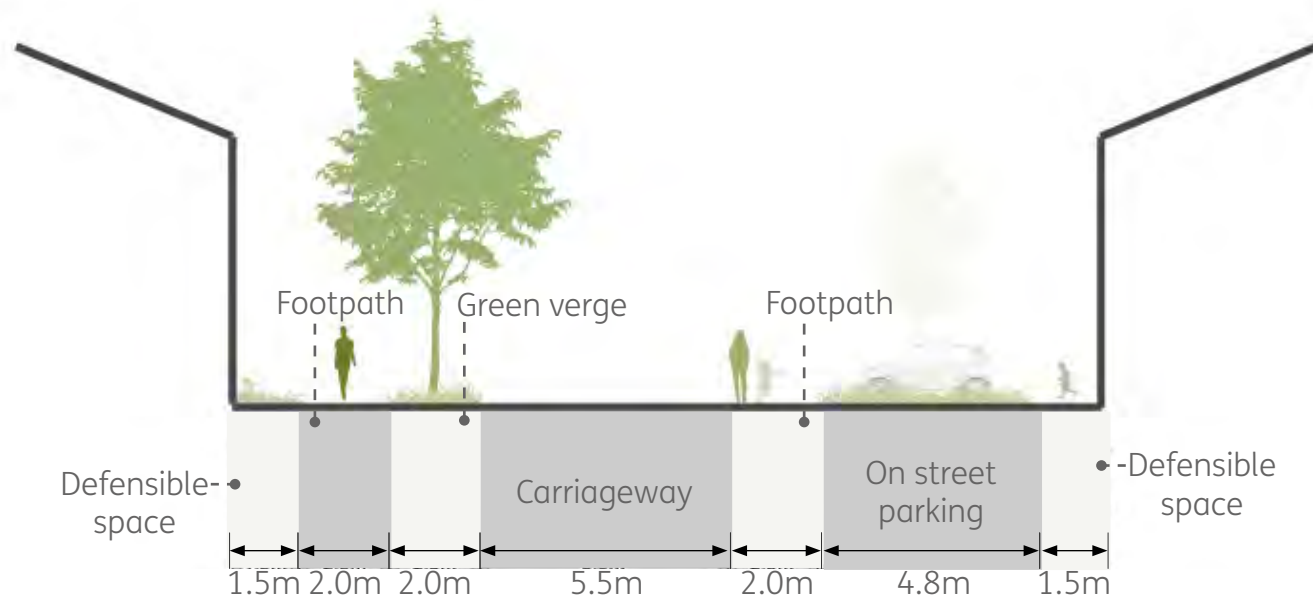 Footpath
Green verge
Footpath
Defensible
space
Carriageway
On street
parking
Defensible
space
1.5m
2.0m
2.0m
5.5m
2.0m
4.8m
1.5m